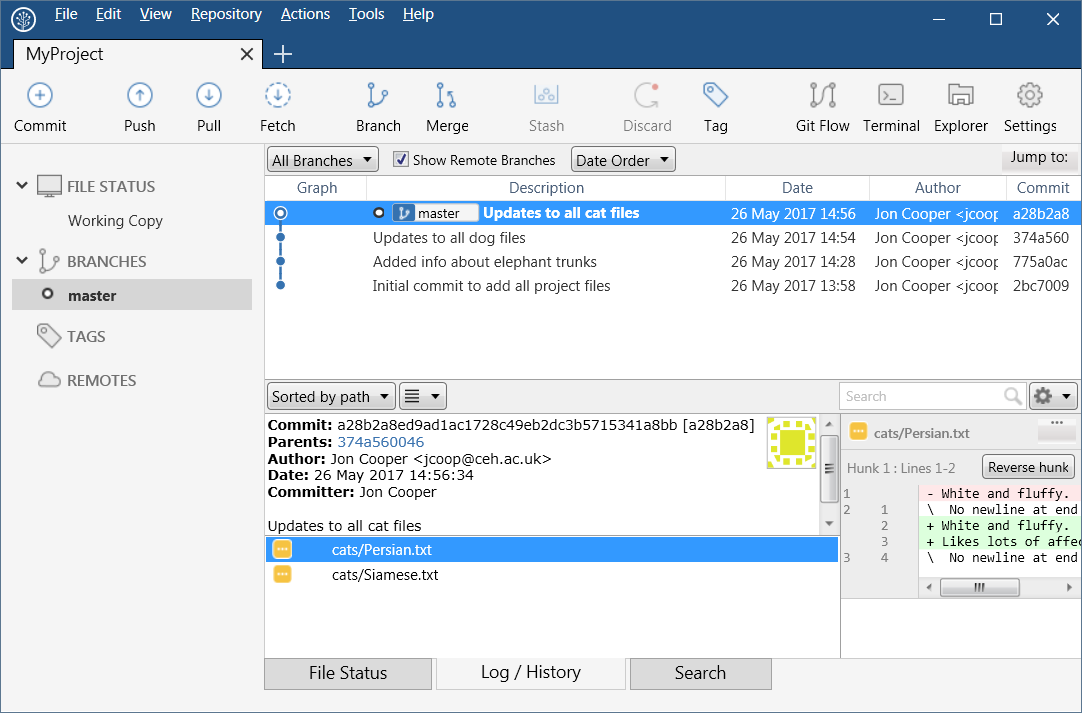 File Edit View Repository Actions Tools Help
MyProject
Commit Push Pull Fetch Branch Merge Stash Discard Tag Git Flow Terminal Explorer Settings
All Branches Show Remote Branches Date Order Jump to:
FILE STATUS
Working Copy
BRANCHES
master
TAGS
REMOTES
Graph Description Date Author Commit
master Updates to all cat files 26 May 2017 14:56 Jon Cooper <jcoop a28b2a8
Updates to all dog files 26 May 2017 14:54 Jon Cooper <jcoop 374a560
Added info about elephant trunks 26 May 2017 14:28 Jon Cooper <jcoop 775a0ac
Initial commit to add all project files 26 May 2017 13:58 Jon Cooper <jcoop 2bc7009
Sorted by path Search
Commit: a28b2a8ed9ad1ac1728c49eb2dc3b5715341a8bb [a28b2a8]
Parents: 374a560046
Author: Jon Cooper <jcoop@ceh.ac.uk>
Date: 26 May 2017 14:56:34
Committer: Jon Cooper
Updates to all cat files
cats/Persian.txt
cats/Siamese.txt
cats/Persian.txt
Hunk 1 : Lines 1-2 Reverse hunk
1 - White and fluffy.
2 1 \ No newline at end
2 + White and fluffy.
3 + Likes lots of affec
3 4 \ No newline at end
File Status Log / History Search